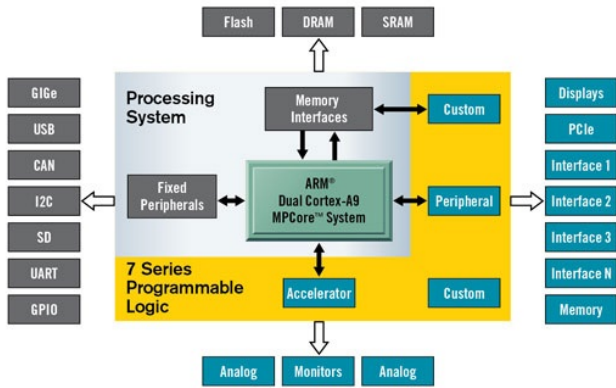 Flash
DRAM
SRAM
GIGe
USB
CAN
I2C
SD
UART
GPIO
Processing
System
Memory
Interfaces
Custom
Fixed
Peripherals
ARM®
Dual Cortex-A9
MPCore™ System
Peripheral
7 Series
Programmable
Logic
Accelerator
Custom
Displays
PCIe
Interface 1
Interface 2
Interface 3
Interface N
Memory
Analog
Monitors
Analog